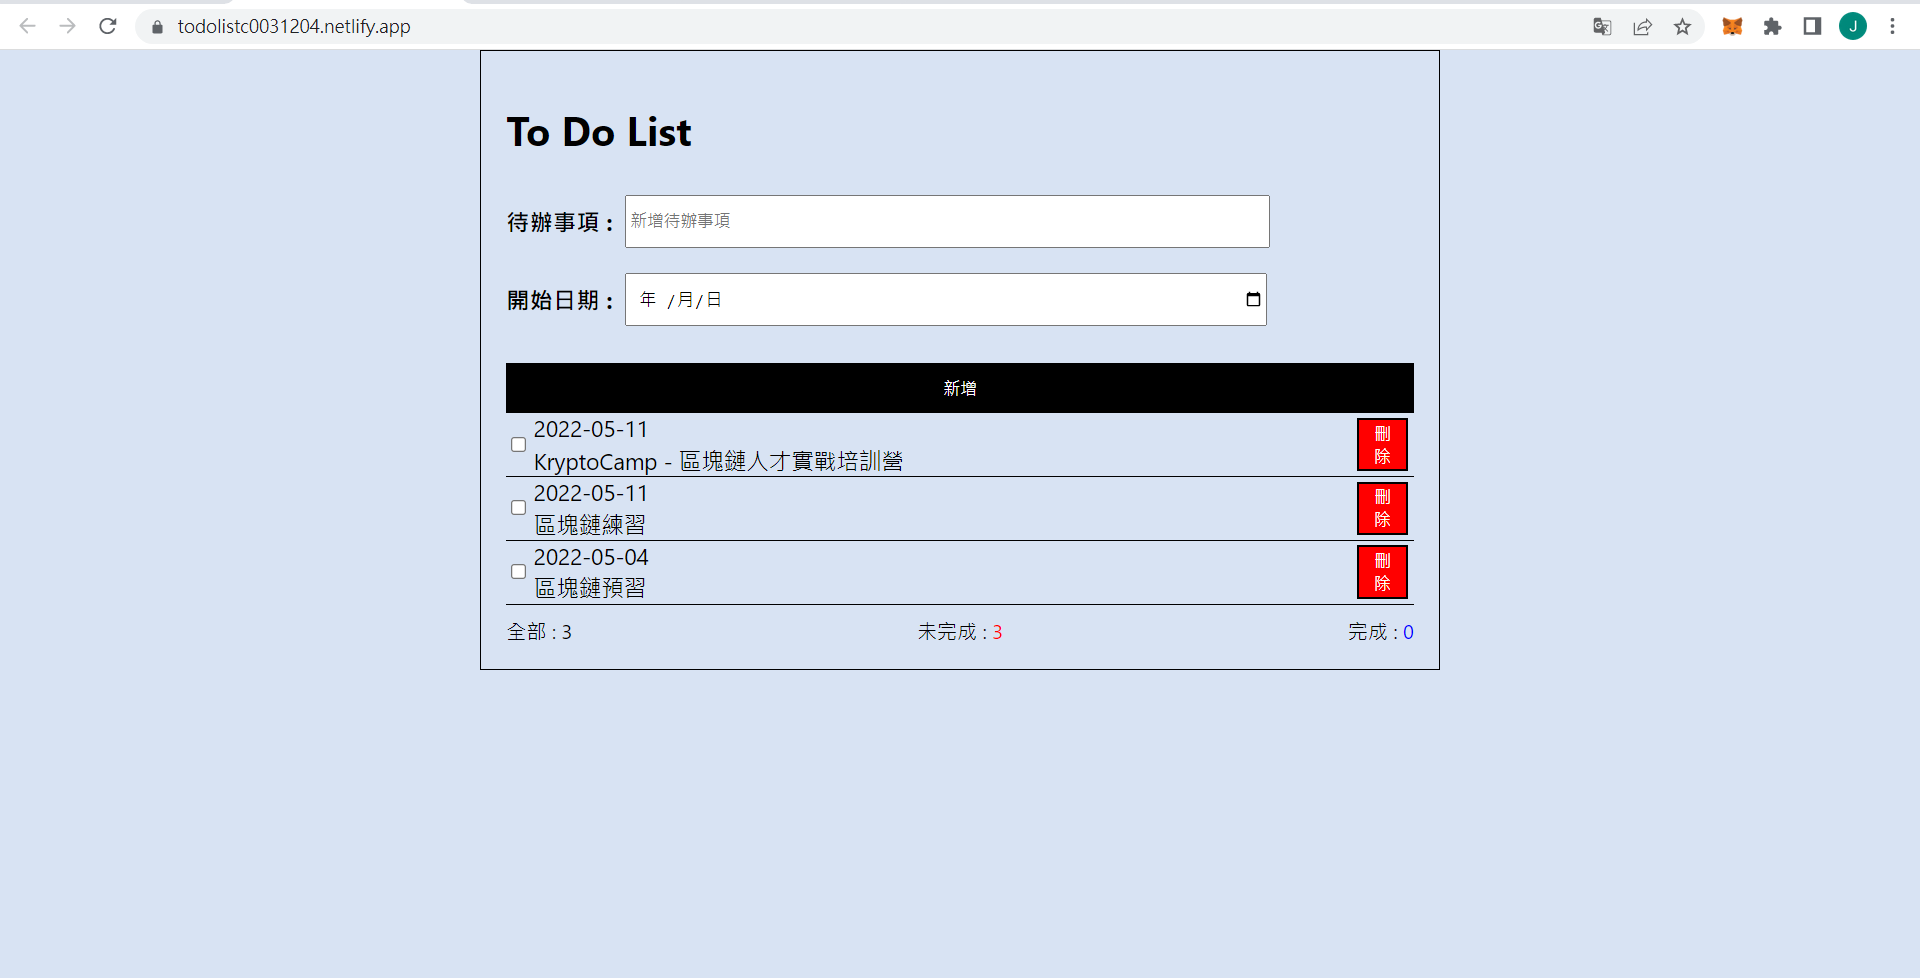 todolistc0031204.netlify.app
J
To Do List
待辦事項 : 新增待辦事項
開始日期 : 年 /月/日
新增
2022-05-11
KryptoCamp - 區塊鏈人才實戰培訓營
刪
除
2022-05-11
區塊鏈練習
刪
除
2022-05-04
區塊鏈預習
刪
除
全部 : 3 未完成 : 3 完成 : 0